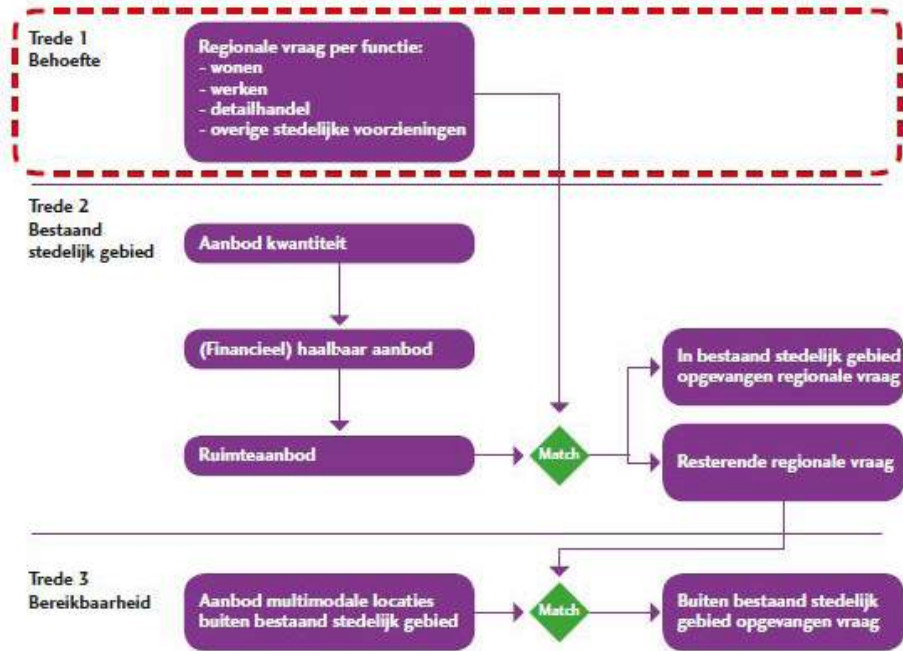 Trede 1
Behoefte
Regionale vraag per functie:
- wonen
- werken
- detailhandel
- overige stedelijke voorzieningen
Trede 2
Bestaand
stedelijk gebied
Aanbod kwantiteit
(Financieel) haalbaar aanbod
Ruimteaanbod
Match
In bestaand stedelijk gebied
opgevangen regionale vraag
Resterende regionale vraag
Trede 3
Bereikbaarheid
Aanbod multimodale locaties
buiten bestaand stedelijk gebied
Match
Buiten bestaand stedelijk
gebied opgevangen vraag